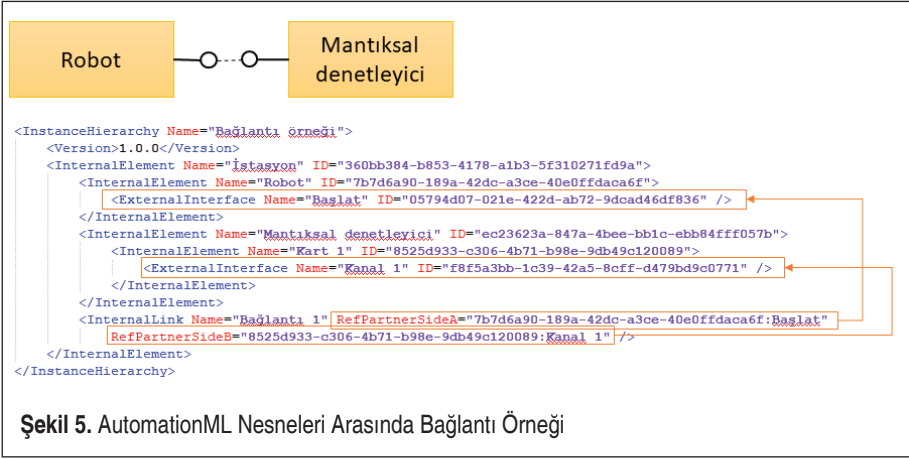 Robot
Mantıksal
denetleyici
<InstanceHierarchy Name="Bağlantı örneği">
<Version>1.0.0</Version>
<InternalElement Name="İstasyon" ID="360bb384-b853-4178-a1b3-5f310271fd9a">
<InternalElement Name="Robot" ID="7b7d6a90-189a-42dc-a3ce-40e0ffdaca6f">
<ExternalInterface Name="Başlat" ID="05794d07-021e-422d-ab72-9dcad46df836" />
</InternalElement>
<InternalElement Name="Mantıksal denetleyici" ID="ec23623a-847a-4bee-bb1c-ebb84fff057b">
<InternalElement Name="Kart 1" ID="8525d933-c306-4b71-b98e-9db49c120089">
<ExternalInterface Name="Kanal 1" ID="f8f5a3bb-1c39-42a5-8cff-d479bd9c0771" />
</InternalElement>
</InternalElement>
<InternalLink Name="Bağlantı 1" RefPartnerSideA="7b7d6a90-189a-42dc-a3ce-40e0ffdaca6f:Başlat"
RefPartnerSideB="8525d933-c306-4b71-b98e-9db49c120089:Kanal 1" />
</InternalElement>
</InstanceHierarchy>
Şekil 5. AutomationML Nesneleri Arasında Bağlantı Örneği